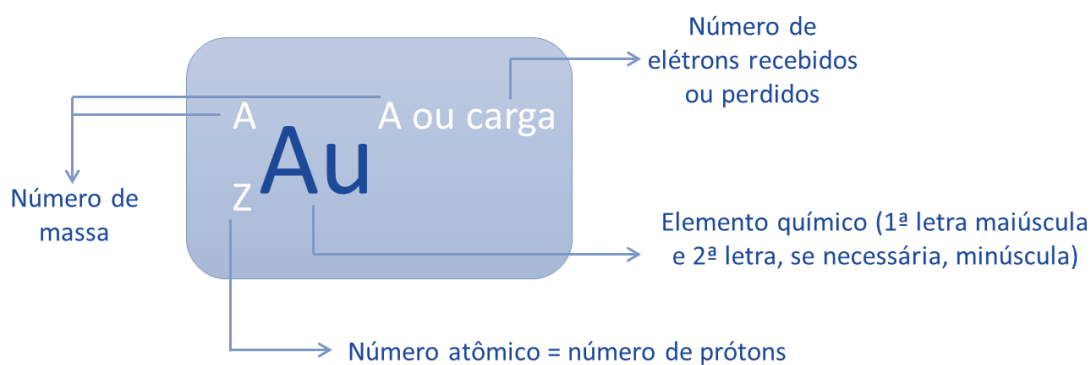 Número de
elétrons recebidos
ou perdidos
A
A ou carga
Au
Z
Número de
massa
Elemento químico (1ª letra maiúscula
e 2ª letra, se necessária, minúscula)
Número atômico = número de prótons